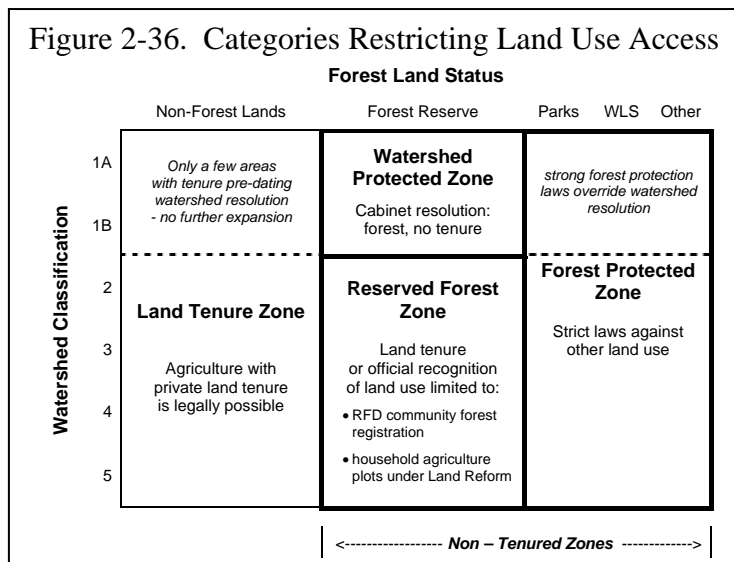 Figure 2-36.  Categories Restricting Land Use Access
Forest Land Status
Non-Forest Lands
Forest Reserve
Parks WLS Other
Watershed Classification
1A
1B
2
3
4
5
Only a few areas
with tenure pre-dating
watershed resolution
- no further expansion
Watershed
Protected Zone
Cabinet resolution:
forest, no tenure
strong forest protection
laws override watershed
resolution
Land Tenure Zone
Agriculture with
private land tenure
is legally possible
Reserved Forest
Zone
Land tenure
or official recognition
of land use limited to:
• RFD community forest
registration
• household agriculture
plots under Land Reform
Forest Protected
Zone
Strict laws against
other land use
<------------------ Non – Tenured Zones ------------->